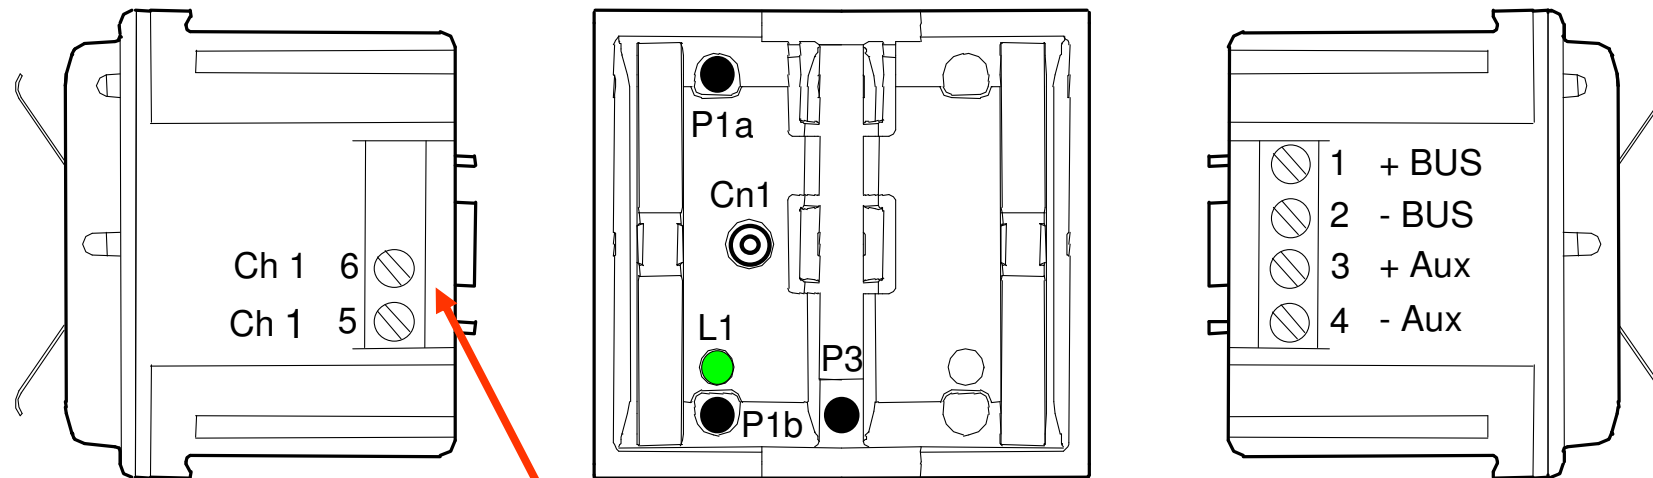 Ch 1 6
Ch 1 5
P1a
Cn1
L1
P3
P1b
1 + BUS
2 - BUS
3 + Aux
4 - Aux